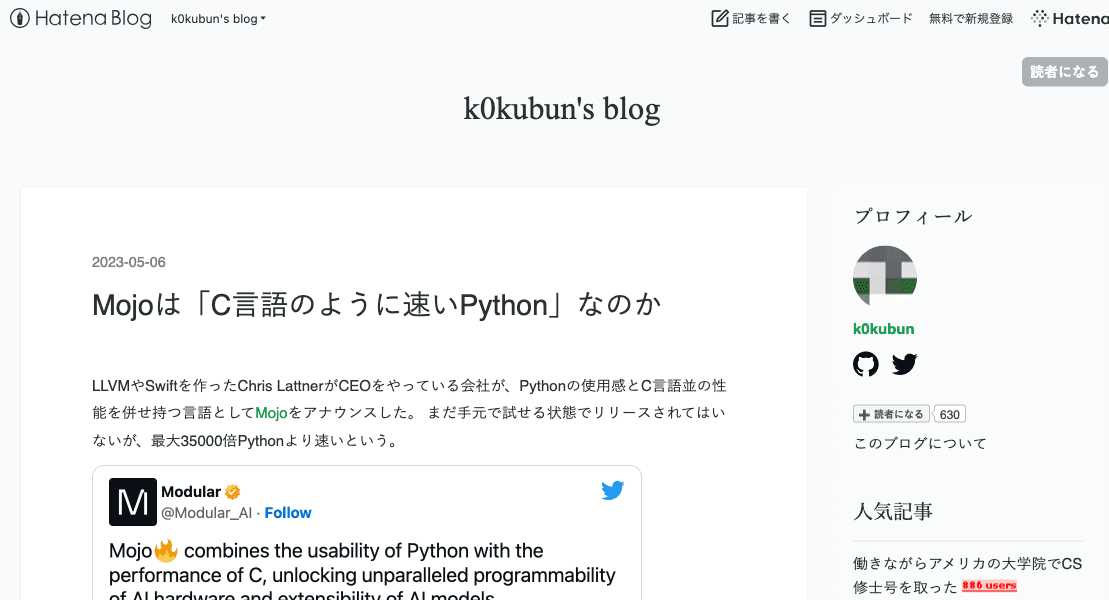 Hatena Blog
k0kubun's blog
記事を書く
ダッシュボード
無料で新規登録
Hatena
読者になる
k0kubun's blog
2023-05-06
Mojoは「C言語のように速いPython」なのか
LLVMやSwiftを作ったChris LattnerがCEOをやっている会社が、Pythonの使用感とC言語並の性
能を併せ持つ言語としてMojoをアナウンスした。 まだ手元で試せる状態でリリースされてはい
ないが、最大35000倍Pythonより速いという。
M
Modular
@Modular_AI · Follow
Mojo🔥 combines the usability of Python with the
performance of C, unlocking unparalleled programmability
of AI hardware and extensibility of AI models.
プロフィール
k0kubun
読者になる 630
このブログについて
人気記事
働きながらアメリカの大学院でCS
修士号を取った 886 users